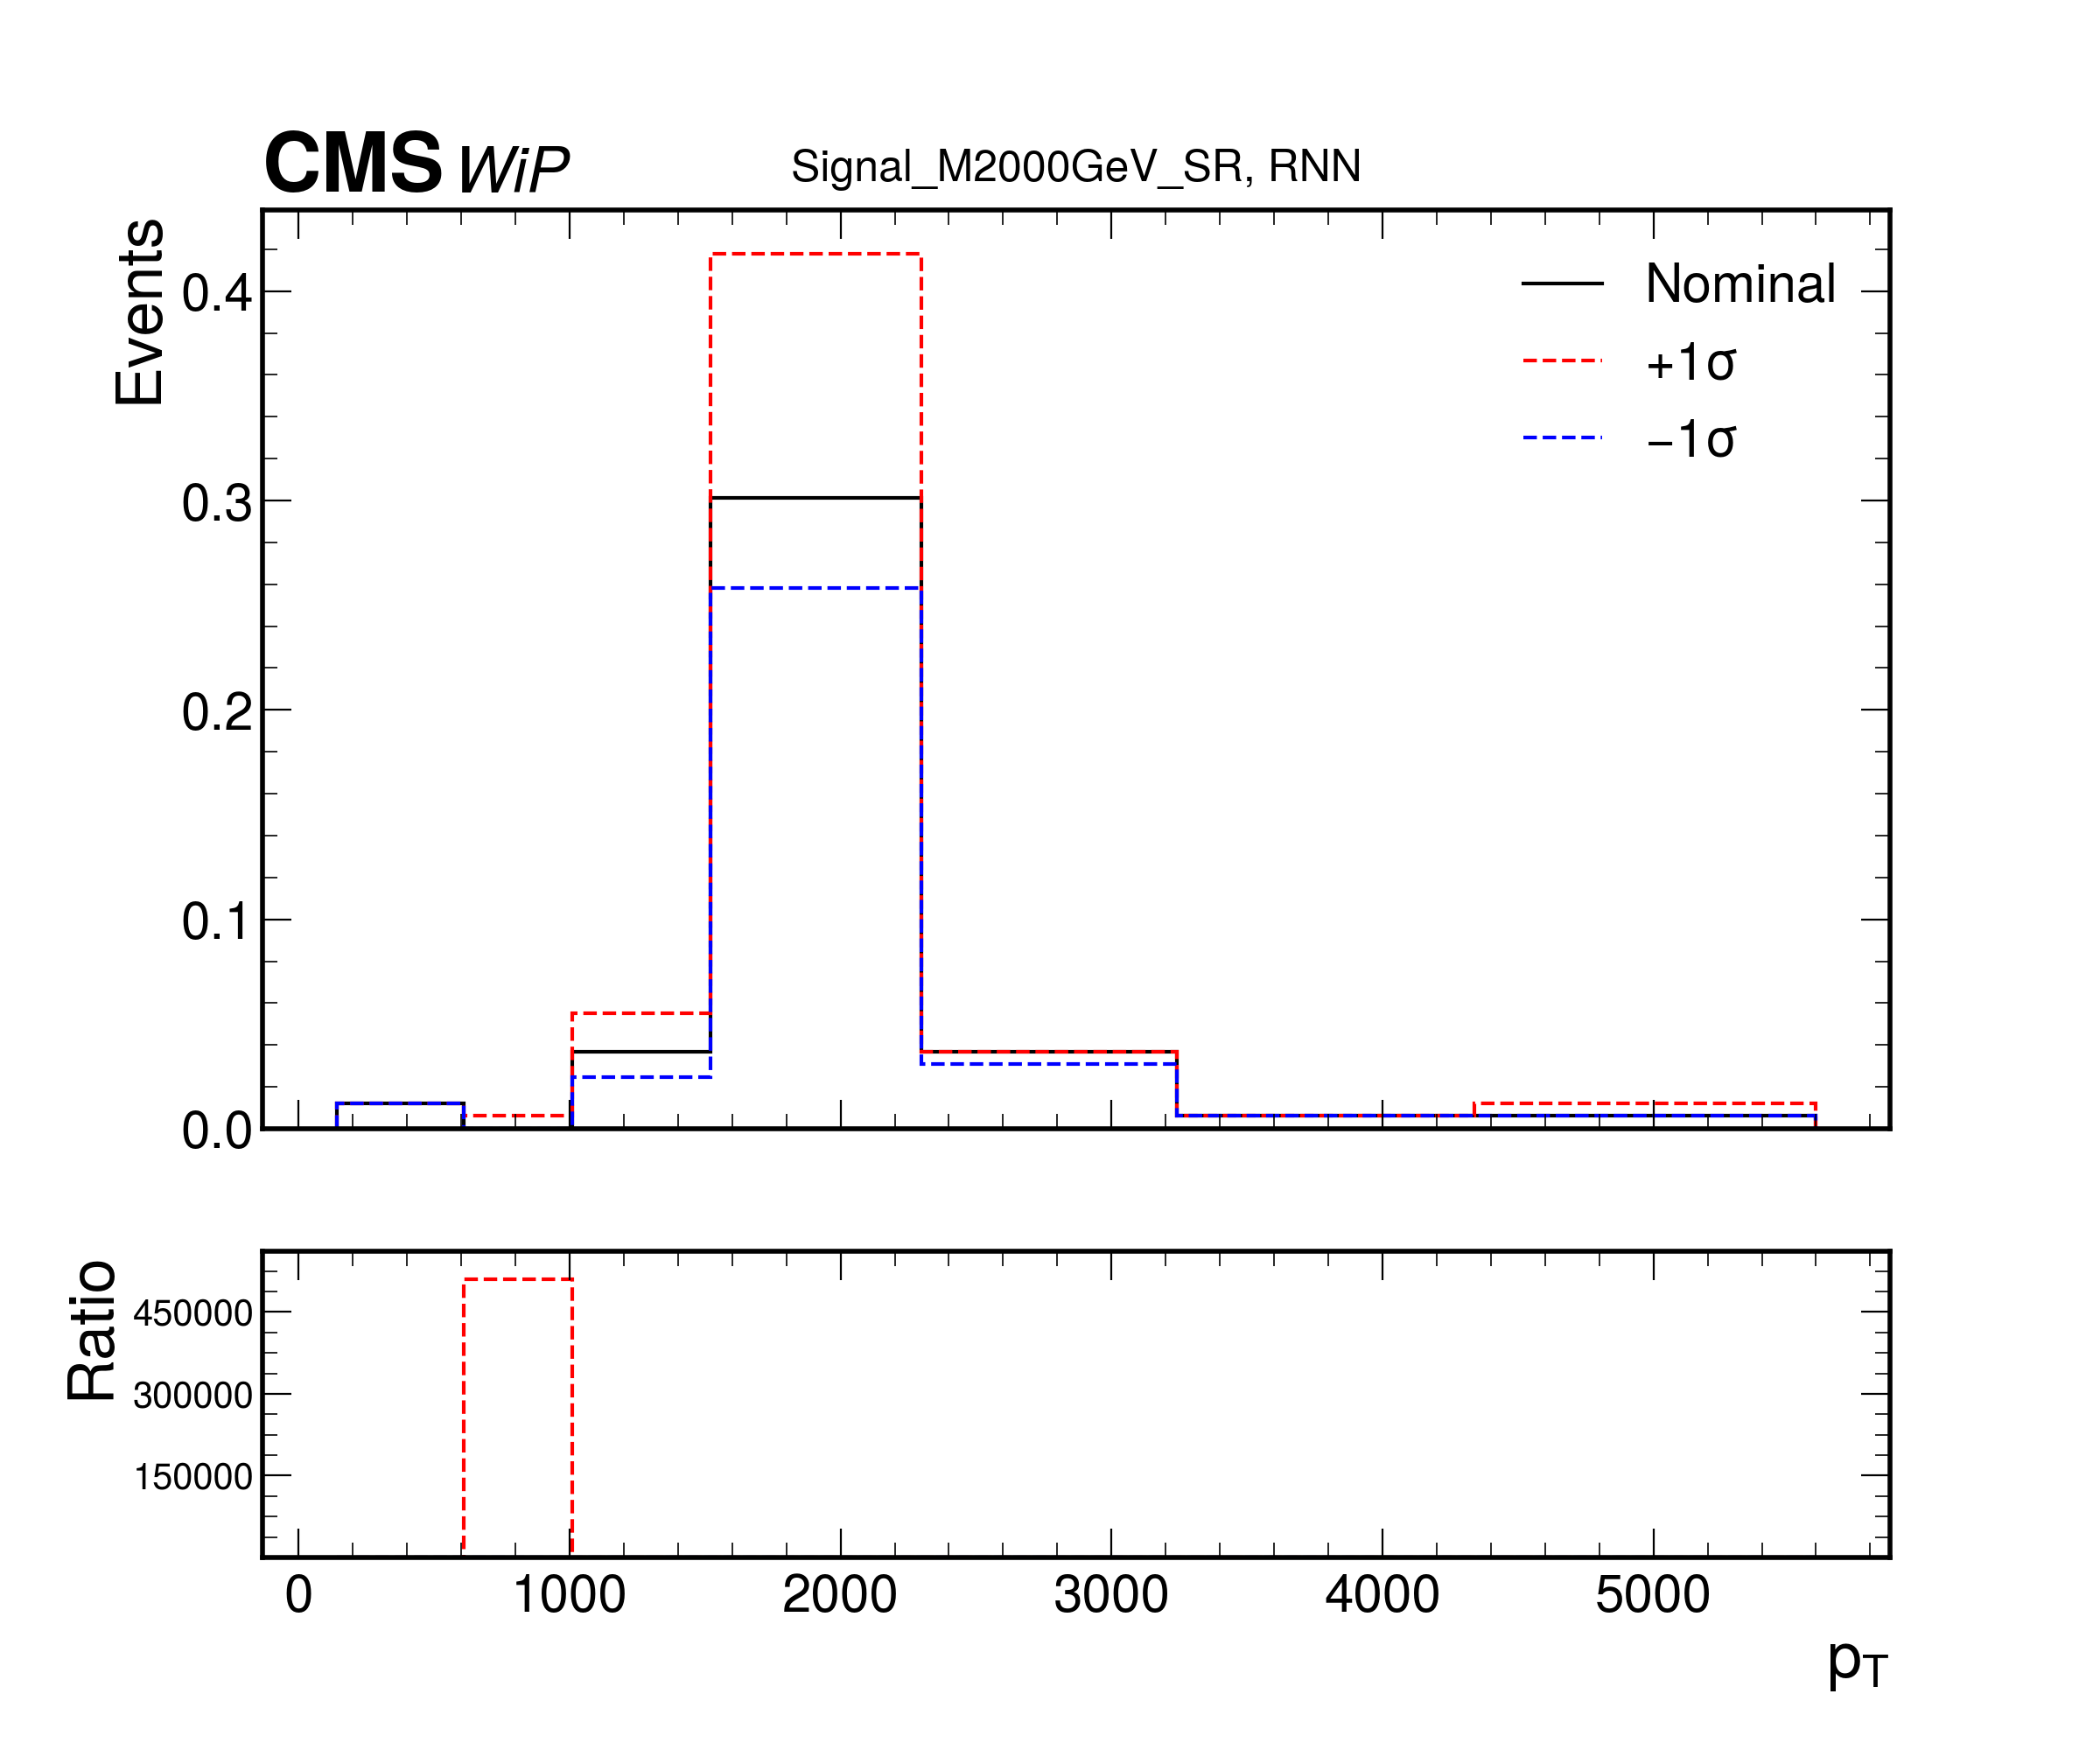 CMS WiP Signal_M2000GeV_SR, RNN
Events
0.4
0.3
0.2
0.1
0.0
Nominal
+1σ
−1σ
Ratio
450000
300000
150000
0 1000 2000 3000 4000 5000
pT